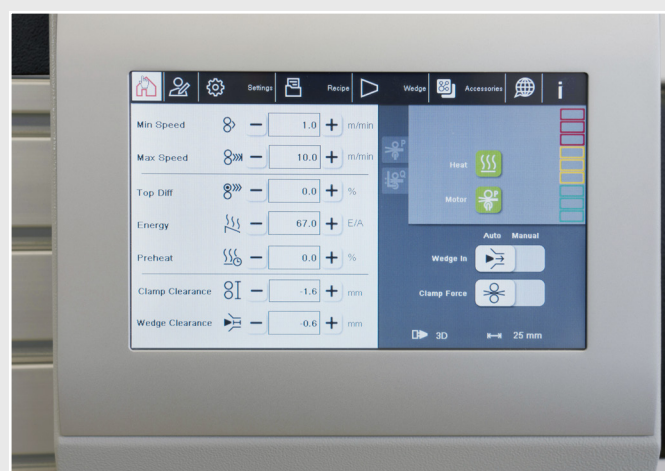 Settings Recipe Wedge Accessories i
Min Speed 1.0 m/min
Max Speed 10.0 m/min
Top Diff 0.0 %
Energy 67.0 E/A
Preheat 0.0 %
Clamp Clearance -1.6 mm
Wedge Clearance -0.6 mm
P
Q
Heat
Motor
P
Auto Manual
Wedge In
Clamp Force
3D 25 mm